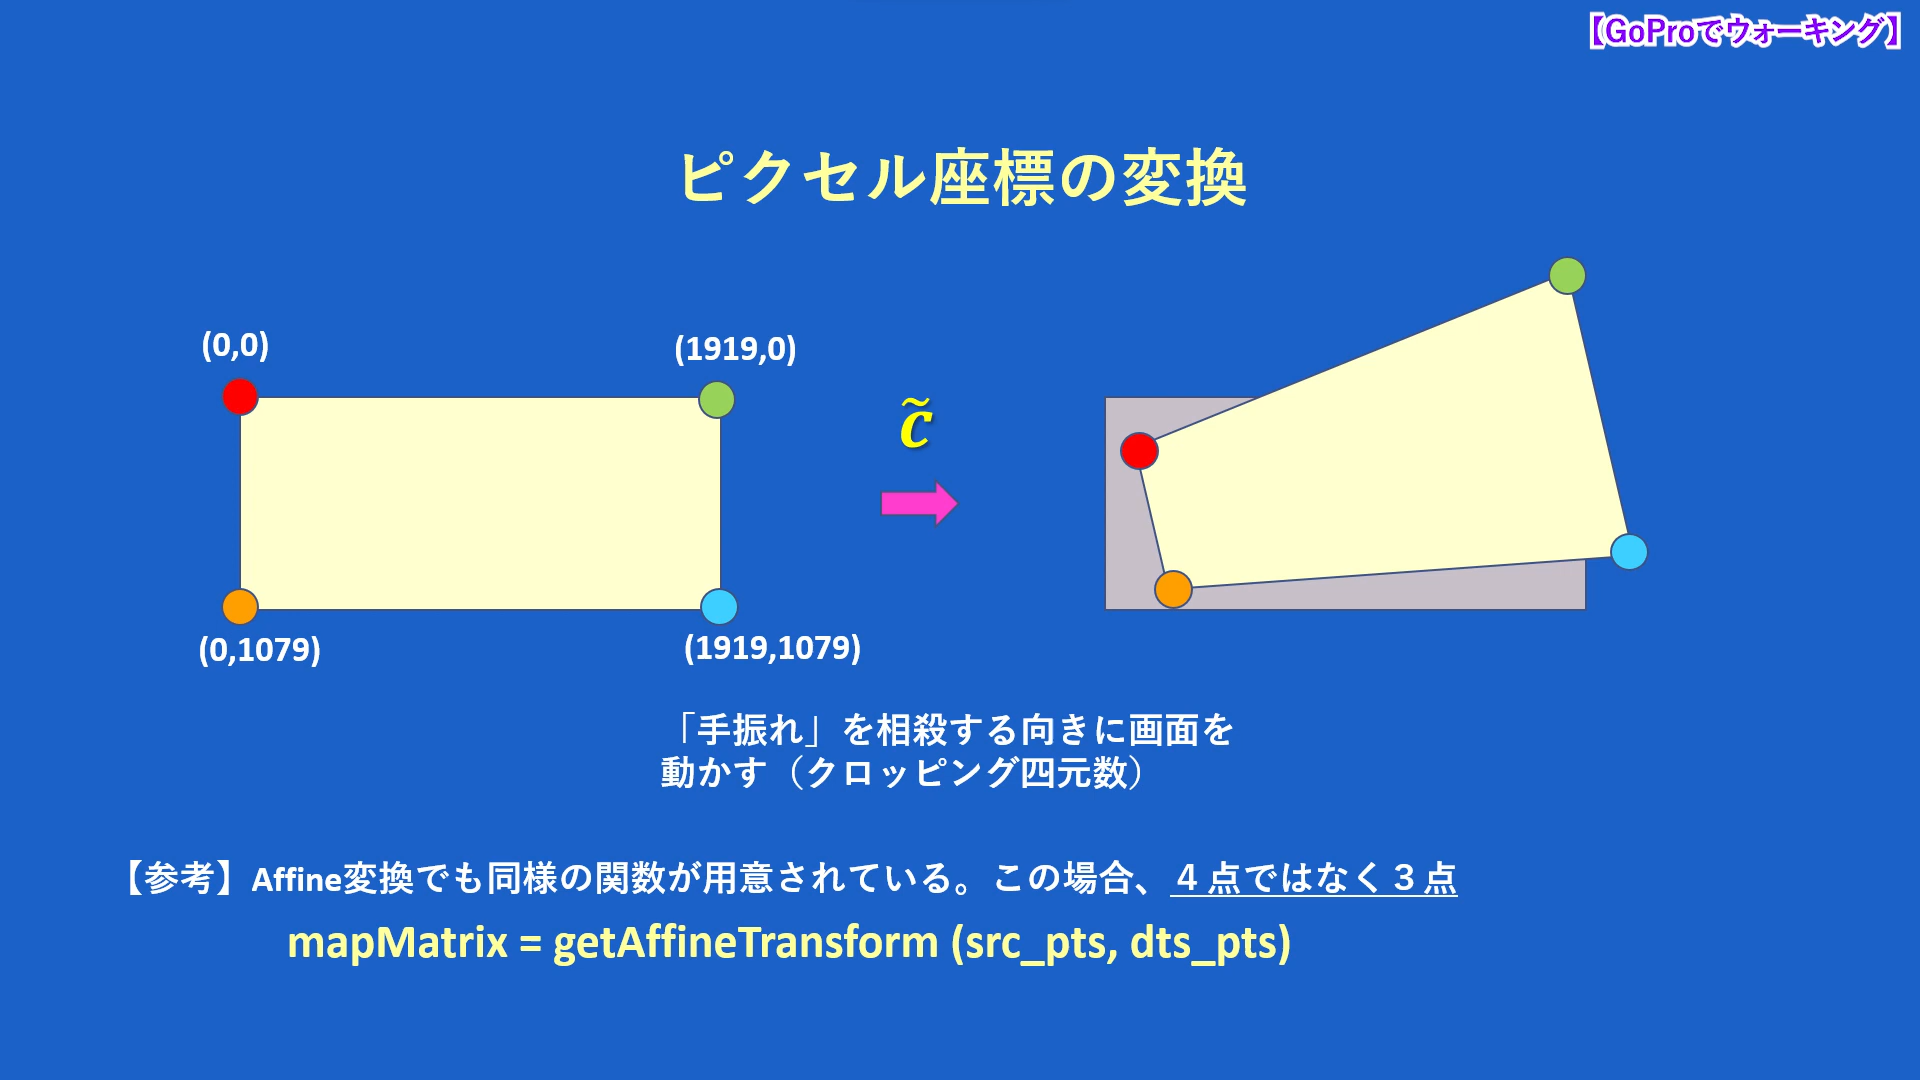 【GoProでウォーキング】
ピクセル座標の変換
(0,0)
(1919,0)
c̃
(0,1079)
(1919,1079)
「手振れ」を相殺する向きに画面を
動かす（クロッピング四元数）
【参考】Affine変換でも同様の関数が用意されている。この場合、４点ではなく３点
mapMatrix = getAffineTransform (src_pts, dts_pts)